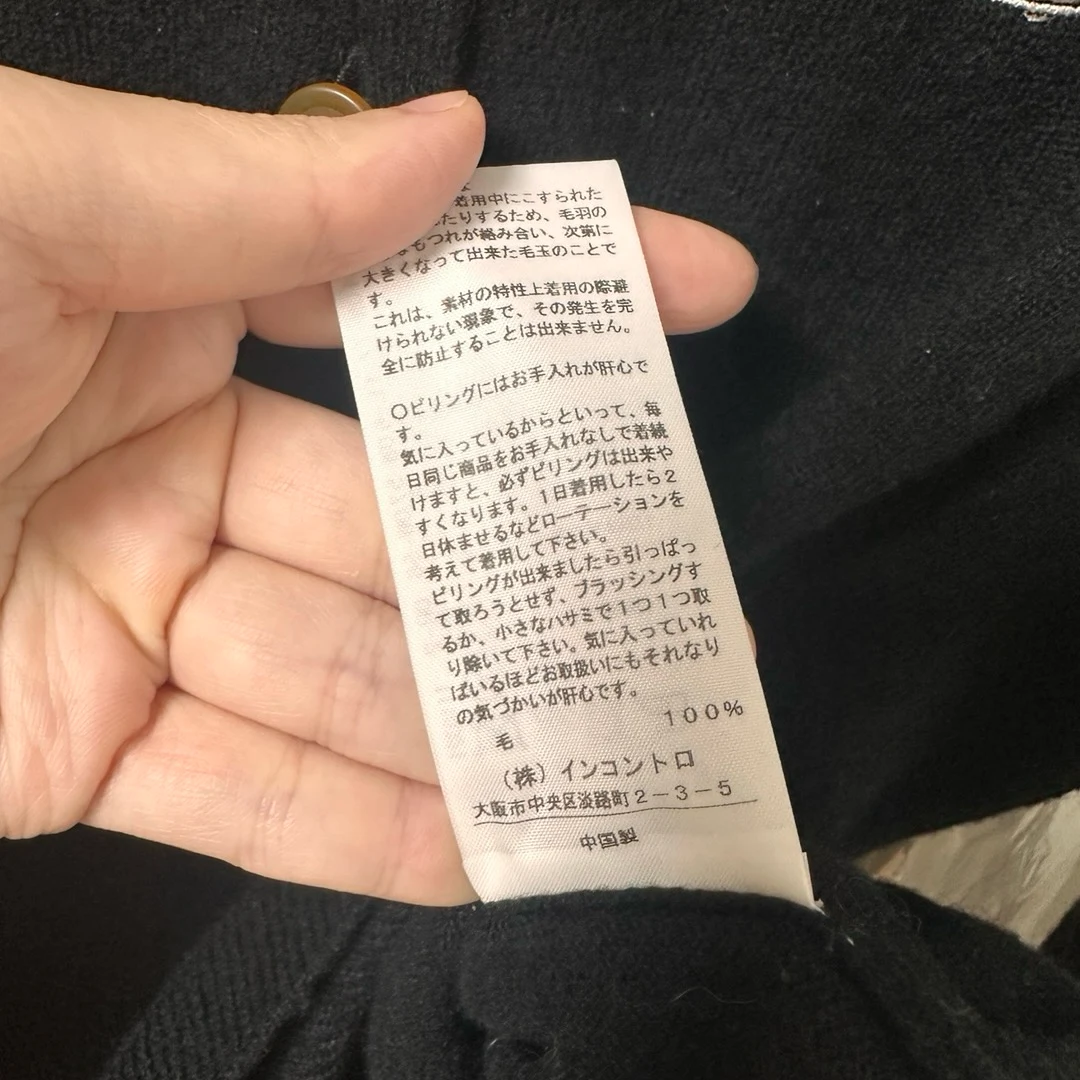 着用中にこすられた
たりするため、毛羽の
もつれが絡み合い、次第に
大きくなって出来た毛玉のことで
す。
これは、素材の特性上着用の際避
けられない現象で、その発生を完
全に防止することは出来ません。
○ピリングにはお手入れが肝心で
す。
気に入っているからといって、毎
日同じ商品をお手入れなしで着続
けますと、必ずピリングは出来や
すくなります。1日着用したら2
日休ませるなどローテーションを
考えて着用して下さい。
ピリングが出来ましたら引っぱっ
て取ろうとせず、ブラッシングす
るか、小さなハサミで1つ1つ取
り除いて下さい。気に入っていれ
ばいるほどお取扱いにもそれなり
の気づかいが肝心です。
毛 100%
（株）インコントロ
大阪市中央区淡路町2-3-5
中国製